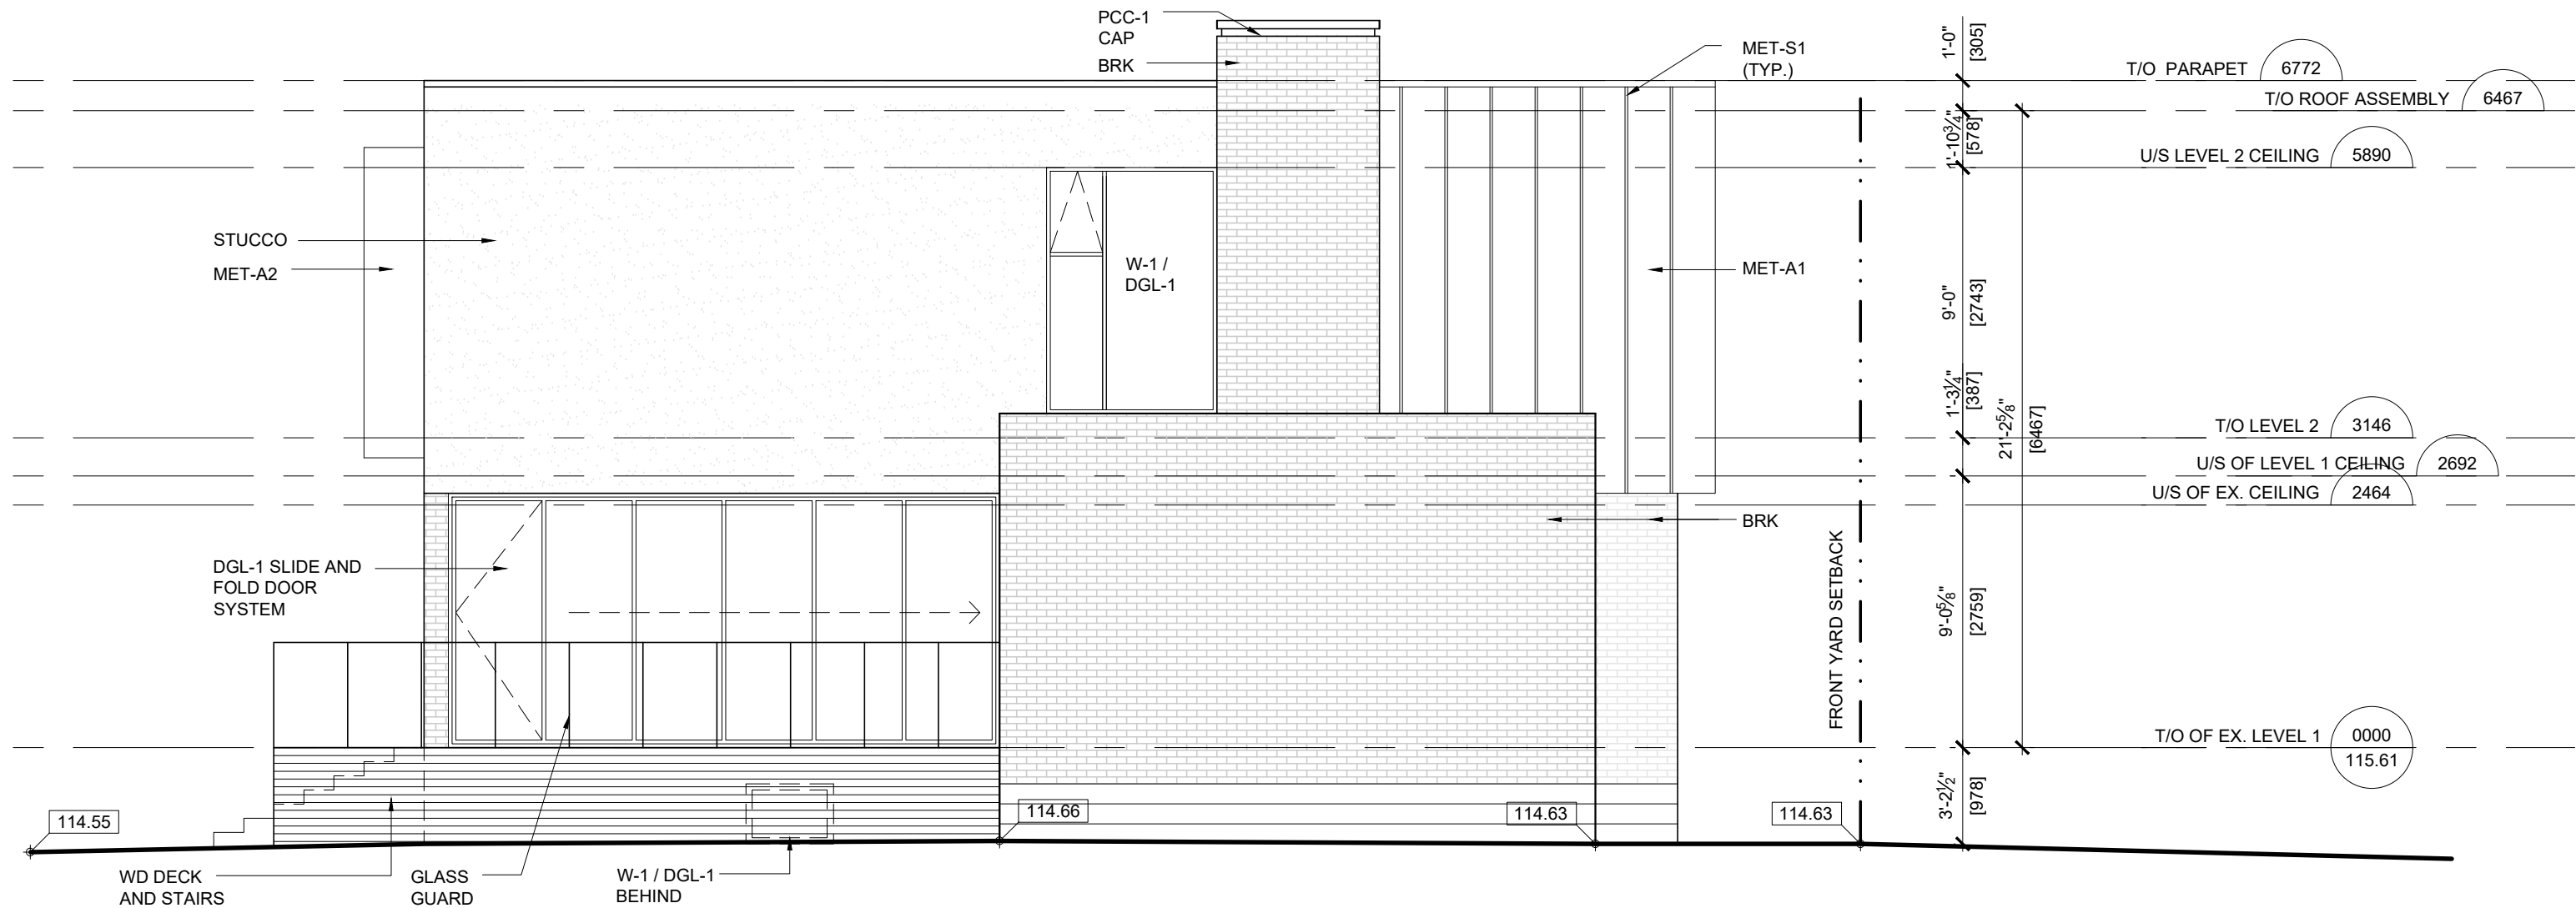 PCC-1
CAP
BRK
MET-S1
(TYP.)
1'-0"
[305]
T/O PARAPET 6772
T/O ROOF ASSEMBLY 6467
1'-10¾"
[578]
U/S LEVEL 2 CEILING 5890
STUCCO
MET-A2
W-1 /
DGL-1
MET-A1
9'-0"
[2743]
1'-3¼"
[387]
21'-2⅝"
[6467]
T/O LEVEL 2 3146
U/S OF LEVEL 1 CEILING 2692
U/S OF EX. CEILING 2464
BRK
DGL-1 SLIDE AND
FOLD DOOR
SYSTEM
FRONT YARD SETBACK
9'-0⅝"
[2759]
T/O OF EX. LEVEL 1 0000
115.61
3'-2½"
[978]
114.55
114.66
114.63
114.63
WD DECK
AND STAIRS
GLASS
GUARD
W-1 / DGL-1
BEHIND